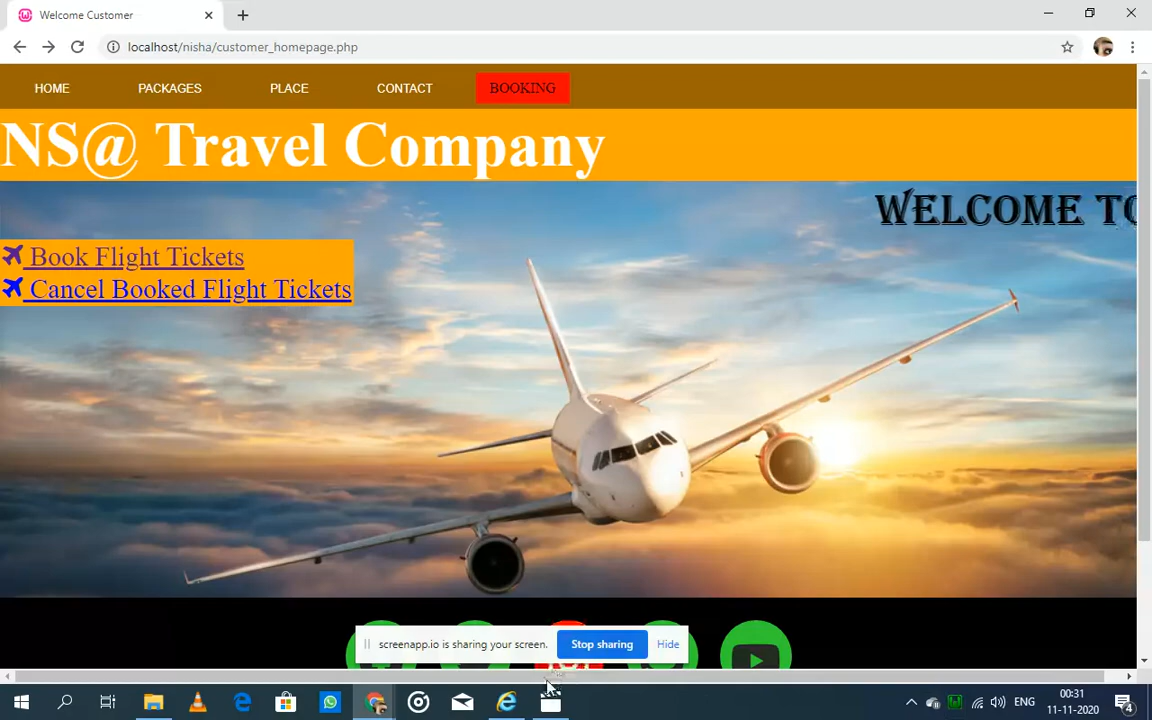 Welcome Customer
localhost/nisha/customer_homepage.php
HOME PACKAGES PLACE CONTACT BOOKING
NS@ Travel Company
WELCOME TO
Book Flight Tickets
Cancel Booked Flight Tickets
screenapp.io is sharing your screen. Stop sharing Hide
ENG
00:31
11-11-2020
4